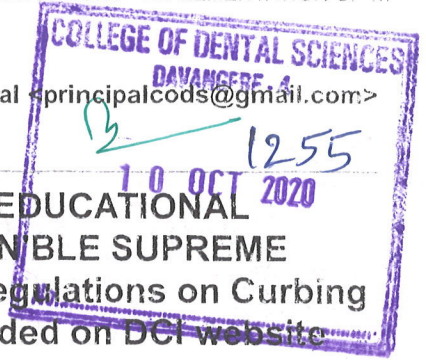 COLLEGE OF DENTAL SCIENCES
DAVANGERE - 4
al <principalcods@gmail.com>
1255
10 OCT 2020
EDUCATIONAL
N'BLE SUPREME
egulations on Curbing
ded on DCI website